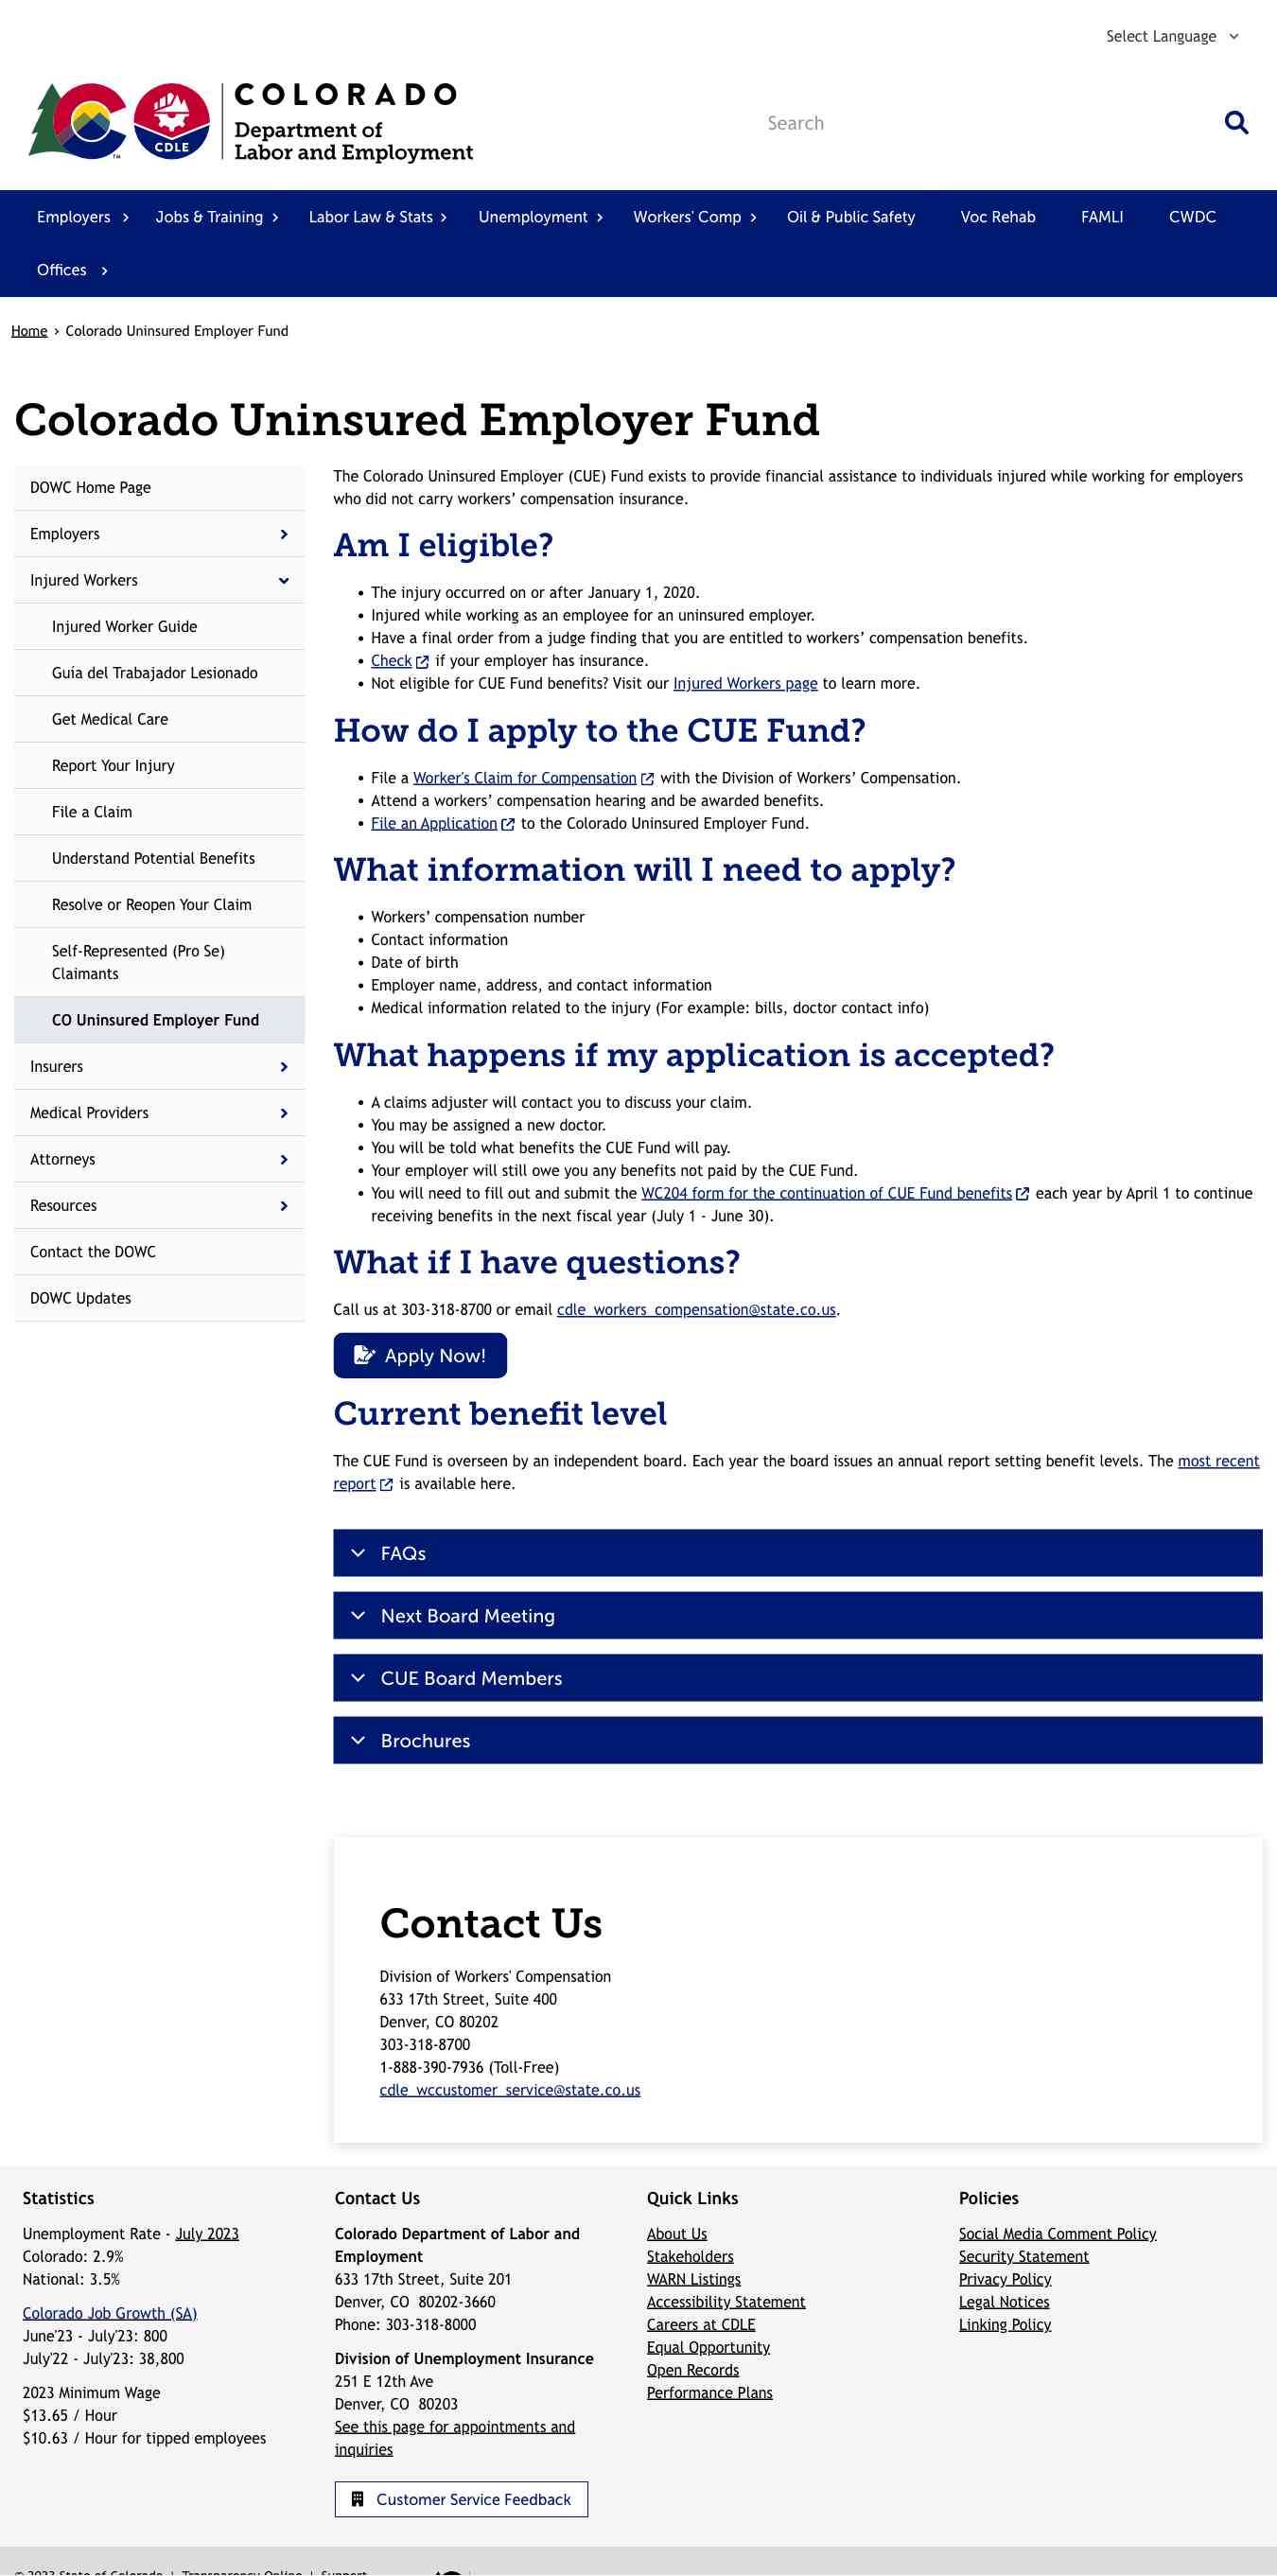 Select Language
COLORADO
Department of
Labor and Employment
CDLE
TM
Search
Employers
Jobs & Training
Labor Law & Stats
Unemployment
Workers' Comp
Oil & Public Safety
Voc Rehab
FAMLI
CWDC
Offices
Home › Colorado Uninsured Employer Fund
Colorado Uninsured Employer Fund
DOWC Home Page
Employers
Injured Workers
Injured Worker Guide
Guía del Trabajador Lesionado
Get Medical Care
Report Your Injury
File a Claim
Understand Potential Benefits
Resolve or Reopen Your Claim
Self-Represented (Pro Se)
Claimants
CO Uninsured Employer Fund
Insurers
Medical Providers
Attorneys
Resources
Contact the DOWC
DOWC Updates
The Colorado Uninsured Employer (CUE) Fund exists to provide financial assistance to individuals injured while working for employers
who did not carry workers’ compensation insurance.
Am I eligible?
• The injury occurred on or after January 1, 2020.
• Injured while working as an employee for an uninsured employer.
• Have a final order from a judge finding that you are entitled to workers’ compensation benefits.
• Check if your employer has insurance.
• Not eligible for CUE Fund benefits? Visit our Injured Workers page to learn more.
How do I apply to the CUE Fund?
• File a Worker's Claim for Compensation with the Division of Workers’ Compensation.
• Attend a workers’ compensation hearing and be awarded benefits.
• File an Application to the Colorado Uninsured Employer Fund.
What information will I need to apply?
• Workers’ compensation number
• Contact information
• Date of birth
• Employer name, address, and contact information
• Medical information related to the injury (For example: bills, doctor contact info)
What happens if my application is accepted?
• A claims adjuster will contact you to discuss your claim.
• You may be assigned a new doctor.
• You will be told what benefits the CUE Fund will pay.
• Your employer will still owe you any benefits not paid by the CUE Fund.
• You will need to fill out and submit the WC204 form for the continuation of CUE Fund benefits each year by April 1 to continue
receiving benefits in the next fiscal year (July 1 - June 30).
What if I have questions?
Call us at 303-318-8700 or email cdle_workers_compensation@state.co.us.
Apply Now!
Current benefit level
The CUE Fund is overseen by an independent board. Each year the board issues an annual report setting benefit levels. The most recent
report is available here.
FAQs
Next Board Meeting
CUE Board Members
Brochures
Contact Us
Division of Workers' Compensation
633 17th Street, Suite 400
Denver, CO 80202
303-318-8700
1-888-390-7936 (Toll-Free)
cdle_wccustomer_service@state.co.us
Statistics
Unemployment Rate - July 2023
Colorado: 2.9%
National: 3.5%
Colorado Job Growth (SA)
June'23 - July'23: 800
July'22 - July'23: 38,800
2023 Minimum Wage
$13.65 / Hour
$10.63 / Hour for tipped employees
Contact Us
Colorado Department of Labor and
Employment
633 17th Street, Suite 201
Denver, CO 80202-3660
Phone: 303-318-8000
Division of Unemployment Insurance
251 E 12th Ave
Denver, CO 80203
See this page for appointments and
inquiries
Customer Service Feedback
Quick Links
About Us
Stakeholders
WARN Listings
Accessibility Statement
Careers at CDLE
Equal Opportunity
Open Records
Performance Plans
Policies
Social Media Comment Policy
Security Statement
Privacy Policy
Legal Notices
Linking Policy
© 2023 State of Colorado | Transparency Online | Support